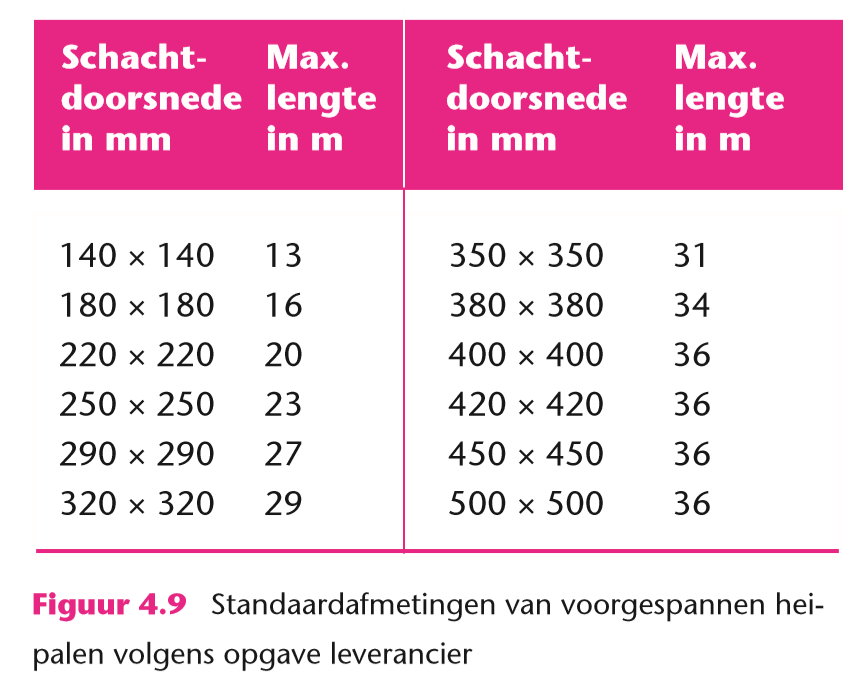 Schacht- Max. Schacht- Max.
doorsnede lengte doorsnede lengte
in mm in m in mm in m
140 × 140 13 350 × 350 31
180 × 180 16 380 × 380 34
220 × 220 20 400 × 400 36
250 × 250 23 420 × 420 36
290 × 290 27 450 × 450 36
320 × 320 29 500 × 500 36
Figuur 4.9 Standaardafmetingen van voorgespannen hei-
palen volgens opgave leverancier